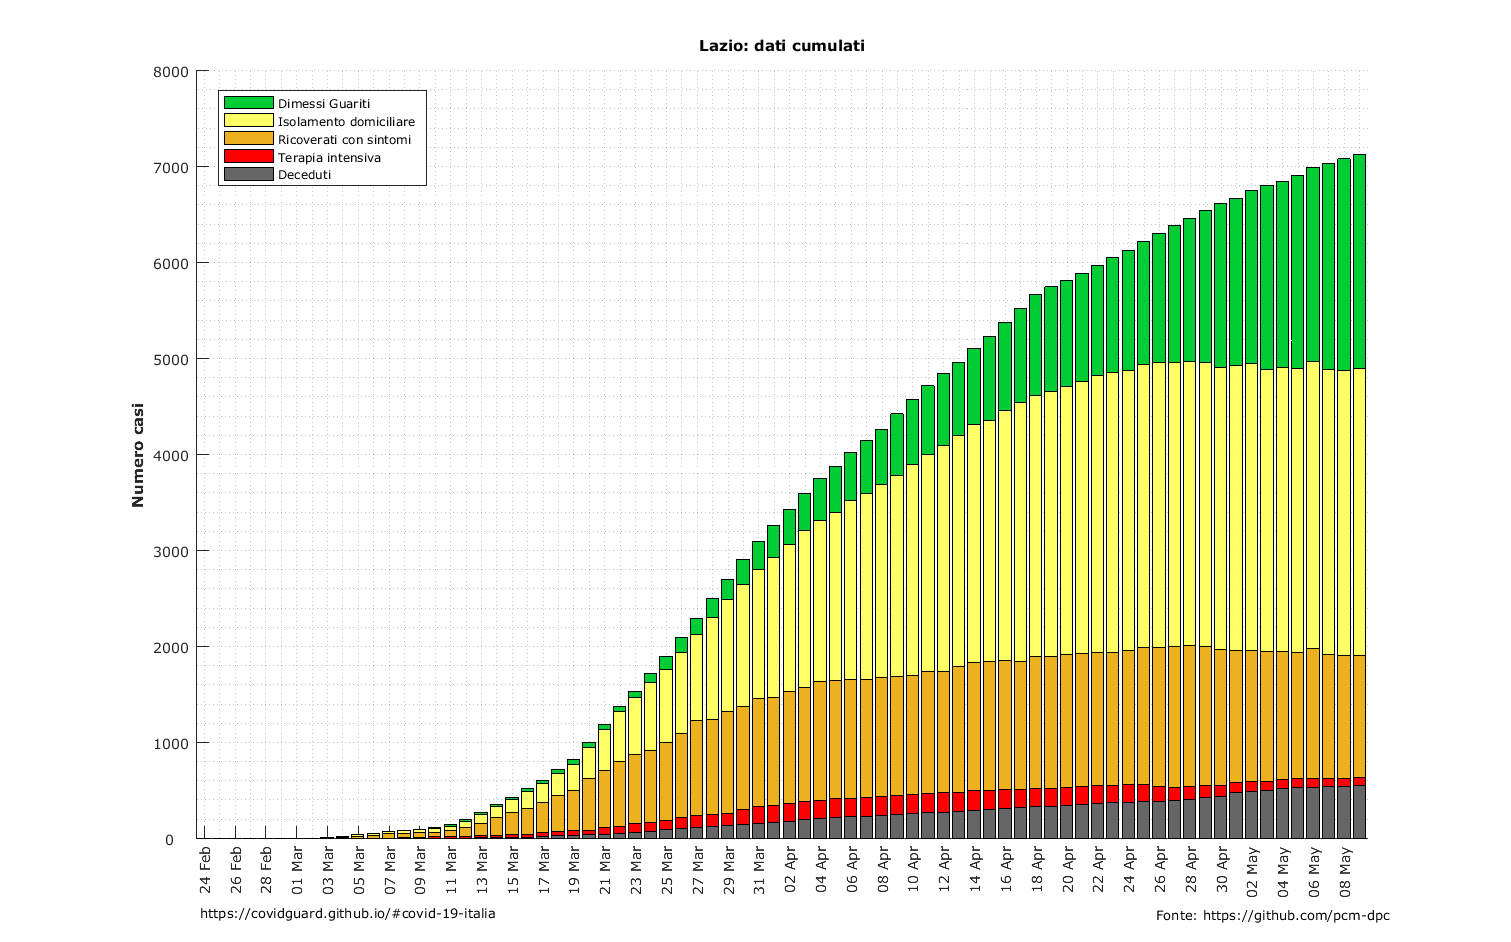 Lazio: dati cumulati
8000
7000
6000
5000
4000
3000
2000
1000
0
Numero casi
Dimessi Guariti
Isolamento domiciliare
Ricoverati con sintomi
Terapia intensiva
Deceduti
24 Feb
26 Feb
28 Feb
01 Mar
03 Mar
05 Mar
07 Mar
09 Mar
11 Mar
13 Mar
15 Mar
17 Mar
19 Mar
21 Mar
23 Mar
25 Mar
27 Mar
29 Mar
31 Mar
02 Apr
04 Apr
06 Apr
08 Apr
10 Apr
12 Apr
14 Apr
16 Apr
18 Apr
20 Apr
22 Apr
24 Apr
26 Apr
28 Apr
30 Apr
02 May
04 May
06 May
08 May
https://covidguard.github.io/#covid-19-italia
Fonte: https://github.com/pcm-dpc